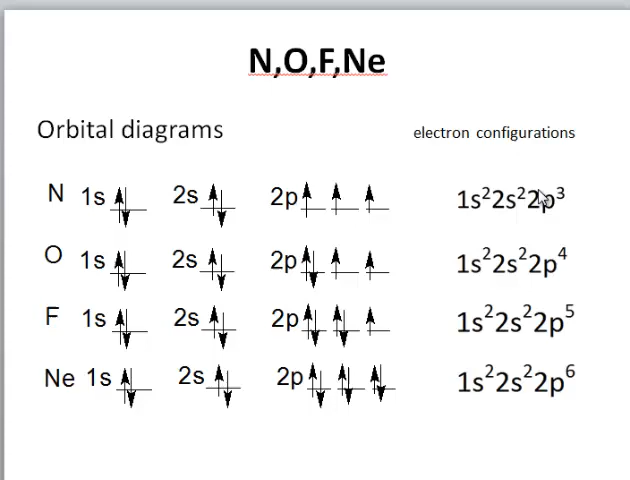 N,O,F,Ne
Orbital diagrams electron configurations
N 1s 2s 2p 1s²2s²2p³
O 1s 2s 2p 1s²2s²2p⁴
F 1s 2s 2p 1s²2s²2p⁵
Ne 1s 2s 2p 1s²2s²2p⁶